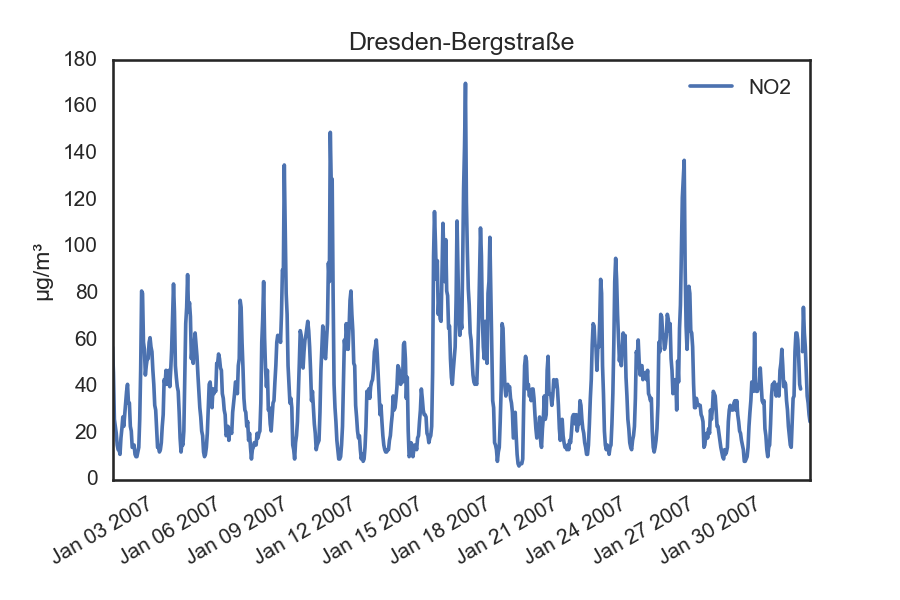 Dresden-Bergstraße
NO2
µg/m³
180
160
140
120
100
80
60
40
20
0
Jan 03 2007
Jan 06 2007
Jan 09 2007
Jan 12 2007
Jan 15 2007
Jan 18 2007
Jan 21 2007
Jan 24 2007
Jan 27 2007
Jan 30 2007